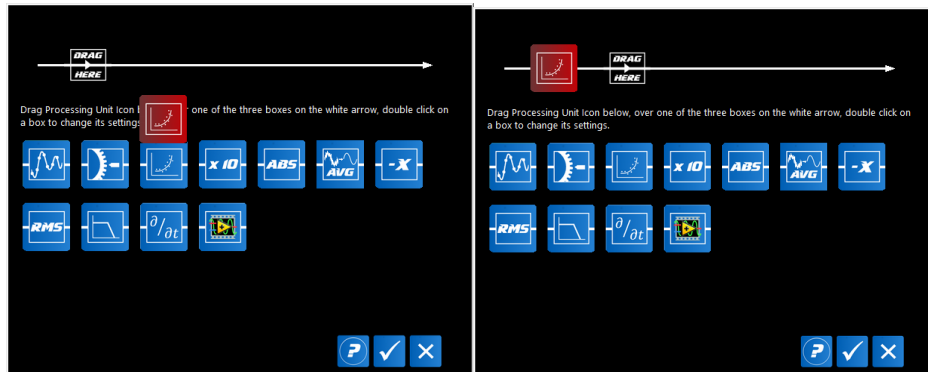 DRAG
HERE
Drag Processing Unit Icon
one of the three boxes on the white arrow, double click on
a box to change its settings
x 10
ABS
AVG
-X
RMS
∂/∂t
?
DRAG
HERE
Drag Processing Unit Icon below, over one of the three boxes on the white arrow, double click on
a box to change its settings.
x 10
ABS
AVG
-X
RMS
∂/∂t
?